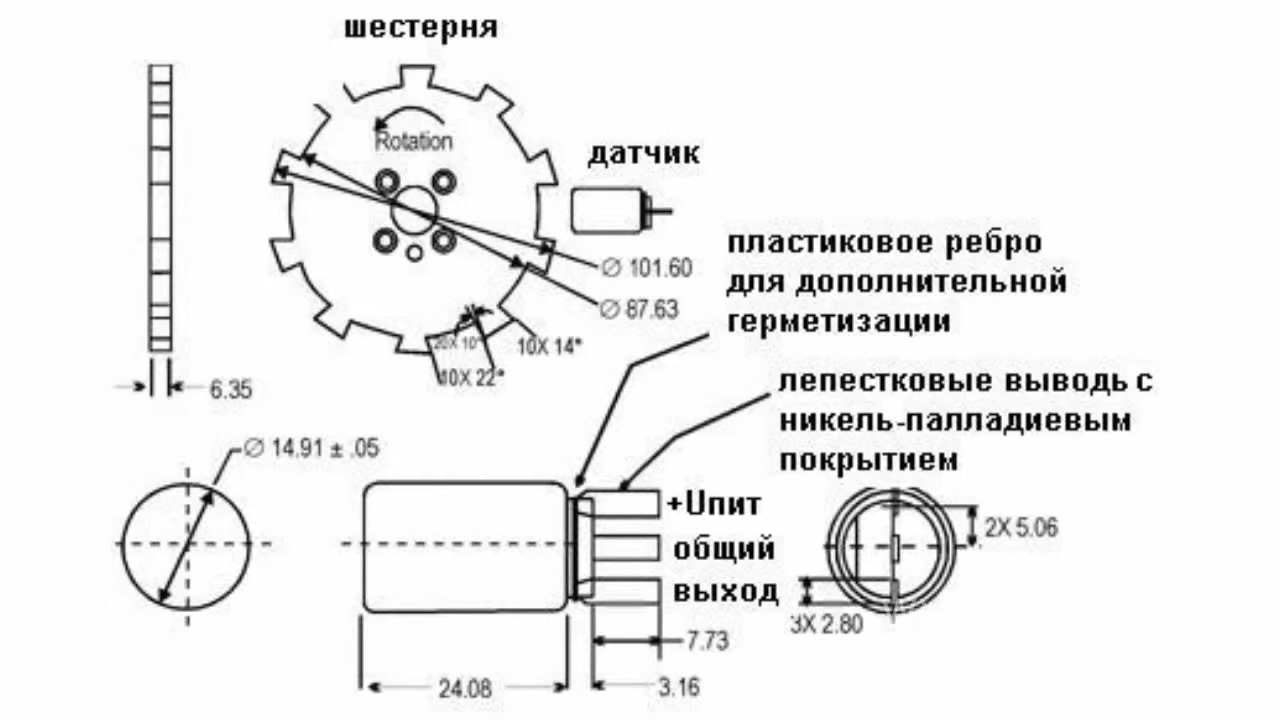 шестерня
Rotation
датчик
пластиковое ребро
для дополнительной
герметизации
∅ 101.60
∅ 87.63
20X 10°
10X 14°
10X 22°
6.35
лепестковые выводь с
никель-палладиевым
покрытием
∅ 14.91 ± .05
+Uпит
общий
выход
2X 5.06
3X 2.80
7.73
24.08
3.16